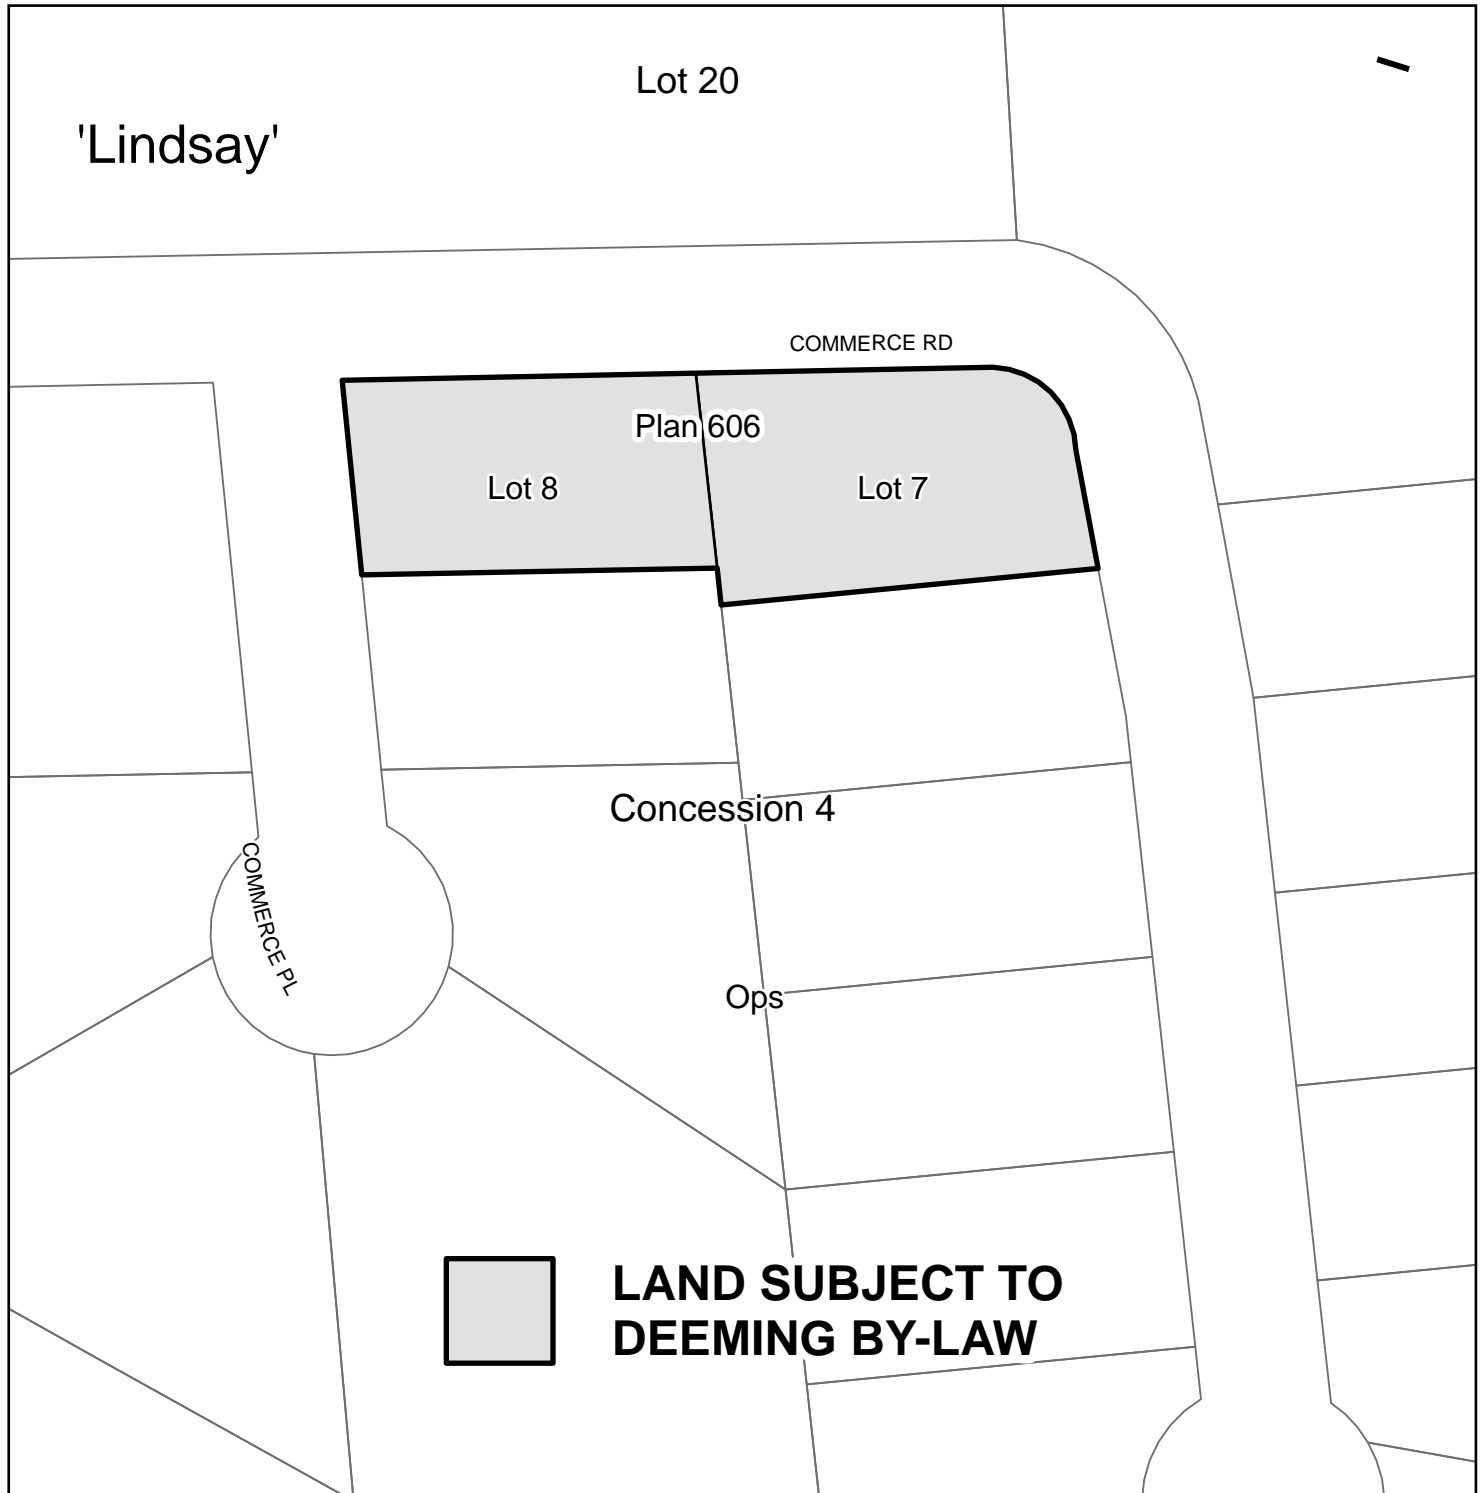 Lot 20
'Lindsay'
COMMERCE RD
Plan 606
Lot 8
Lot 7
Concession 4
COMMERCE PL
Ops
LAND SUBJECT TO
DEEMING BY-LAW